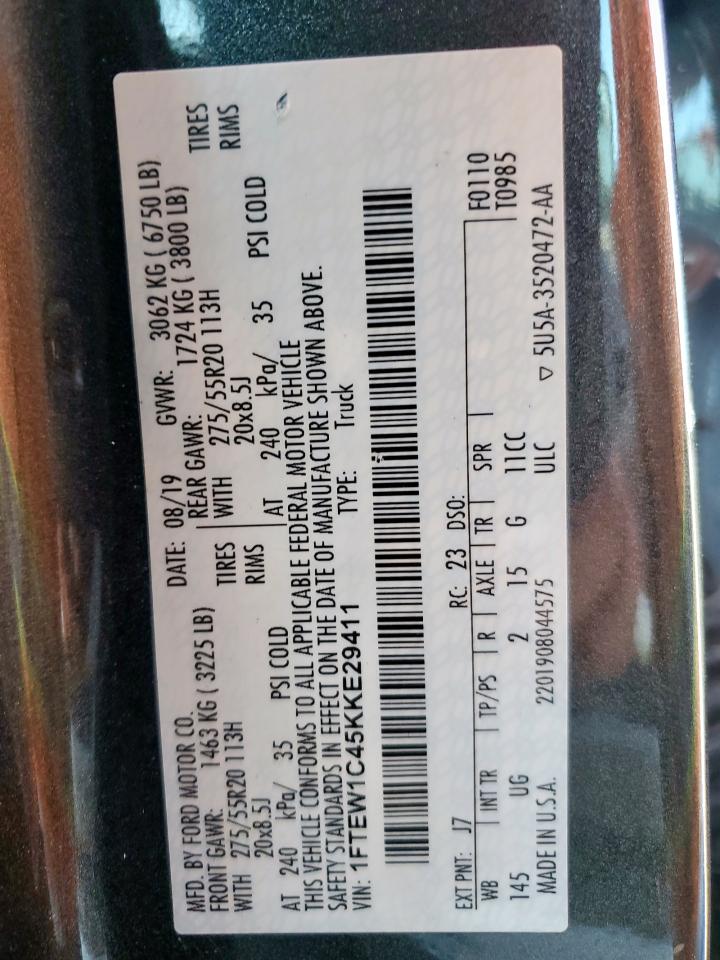 MFD. BY FORD MOTOR CO. DATE: 08/19 GVWR: 3062 KG ( 6750 LB)
FRONT GAWR: 1463 KG ( 3225 LB) REAR GAWR: 1724 KG ( 3800 LB)
WITH 275/55R20 113H TIRES WITH 275/55R20 113H TIRES
20x8.5J RIMS 20x8.5J RIMS
AT 240 kPa/ 35 PSI COLD AT 240 kPa/ 35 PSI COLD
THIS VEHICLE CONFORMS TO ALL APPLICABLE FEDERAL MOTOR VEHICLE
SAFETY STANDARDS IN EFFECT ON THE DATE OF MANUFACTURE SHOWN ABOVE.
VIN: 1FTEW1C45KKE29411 TYPE: Truck
EXT PNT: J7 RC: 23 DSO: F0110
WB INT TR TP/PS R AXLE TR SPR T0985
145 UG 2 15 G 11CC
MADE IN U.S.A. 2201908044575 ULC ▽ 5U5A-3520472-AA